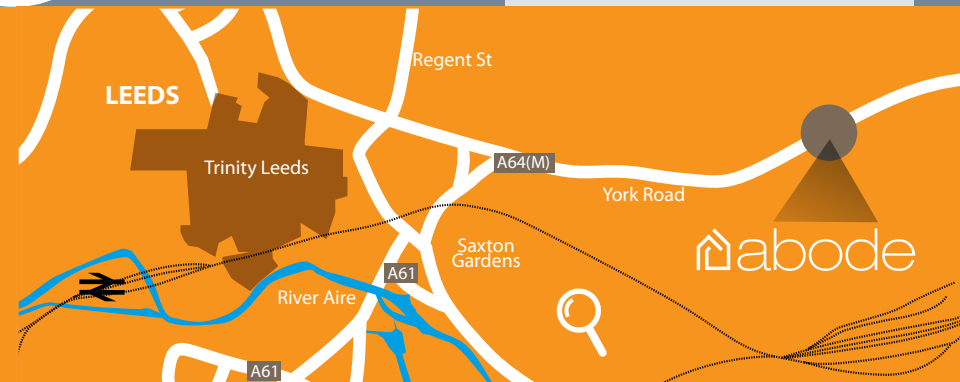 Regent St
LEEDS
Trinity Leeds
A64(M)
York Road
Saxton
Gardens
abode
A61
River Aire
A61